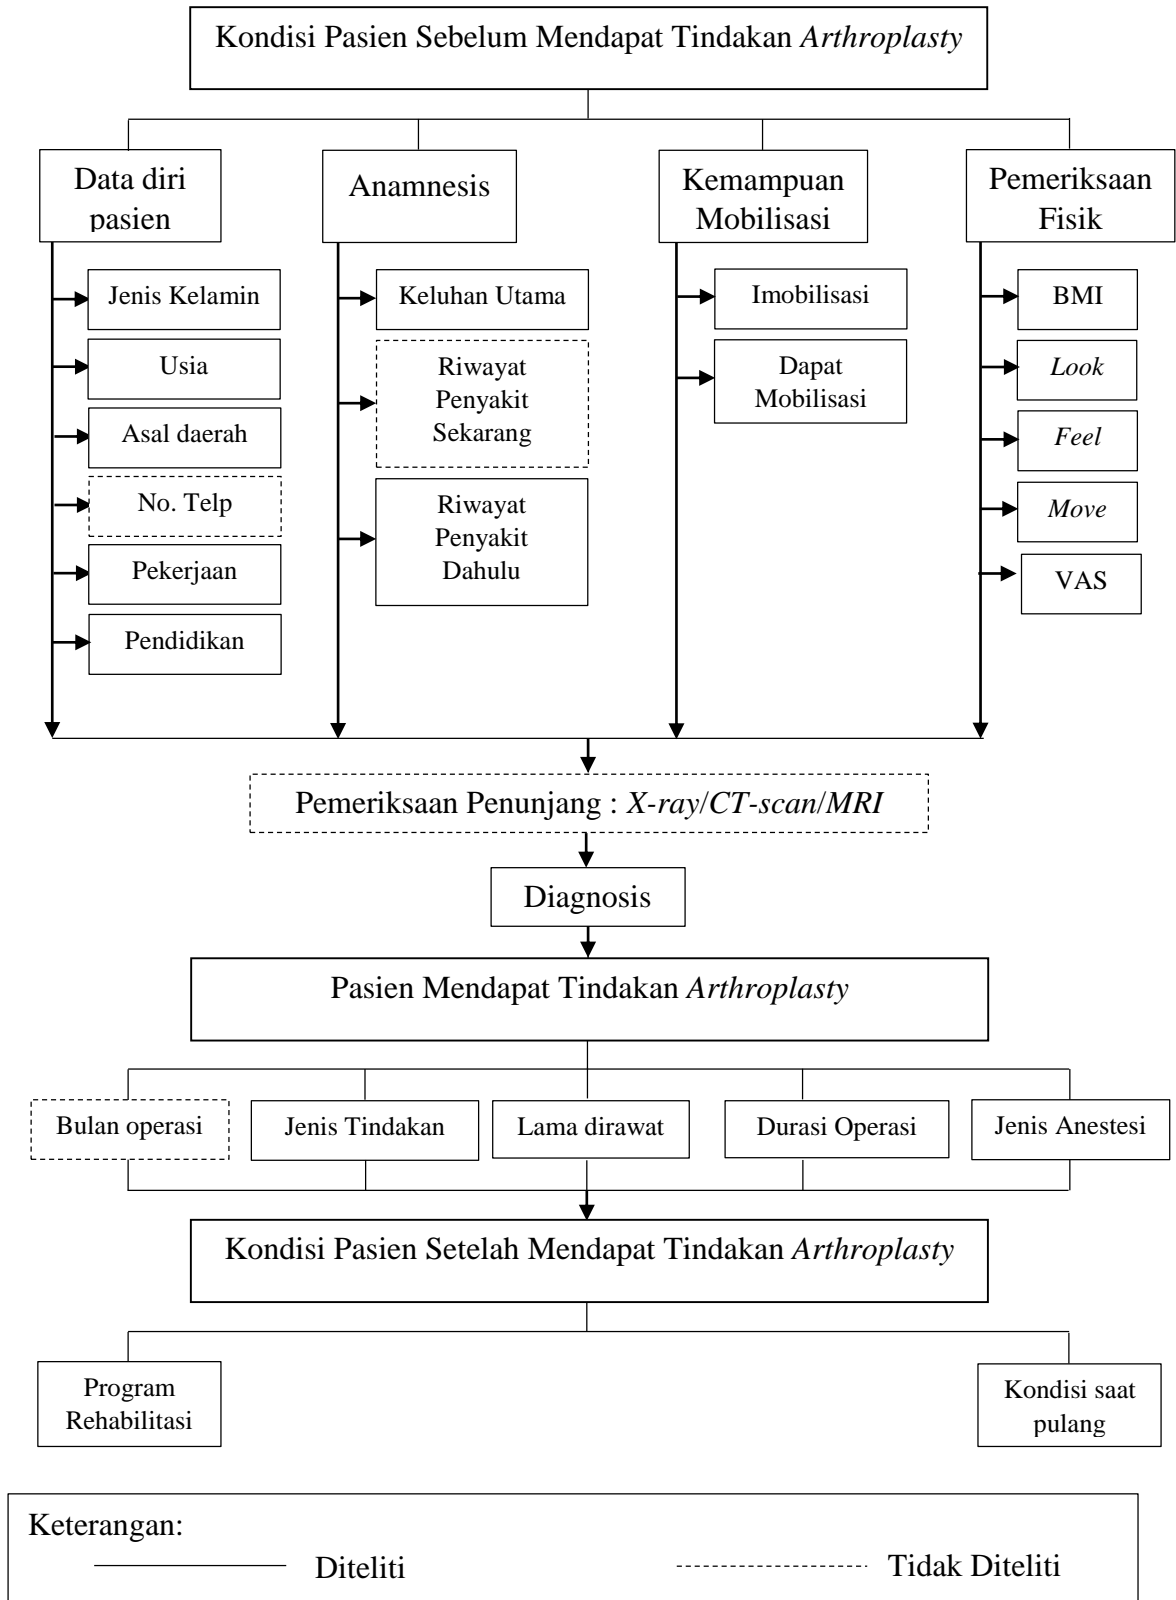 Kondisi Pasien Sebelum Mendapat Tindakan Arthroplasty
Data diri
pasien
Anamnesis
Kemampuan
Mobilisasi
Pemeriksaan
Fisik
Jenis Kelamin
Usia
Asal daerah
No. Telp
Pekerjaan
Pendidikan
Keluhan Utama
Riwayat
Penyakit
Sekarang
Riwayat
Penyakit
Dahulu
Imobilisasi
Dapat
Mobilisasi
BMI
Look
Feel
Move
VAS
Pemeriksaan Penunjang : X-ray/CT-scan/MRI
Diagnosis
Pasien Mendapat Tindakan Arthroplasty
Bulan operasi
Jenis Tindakan
Lama dirawat
Durasi Operasi
Jenis Anestesi
Kondisi Pasien Setelah Mendapat Tindakan Arthroplasty
Program
Rehabilitasi
Kondisi saat
pulang
Keterangan:
Diteliti
Tidak Diteliti